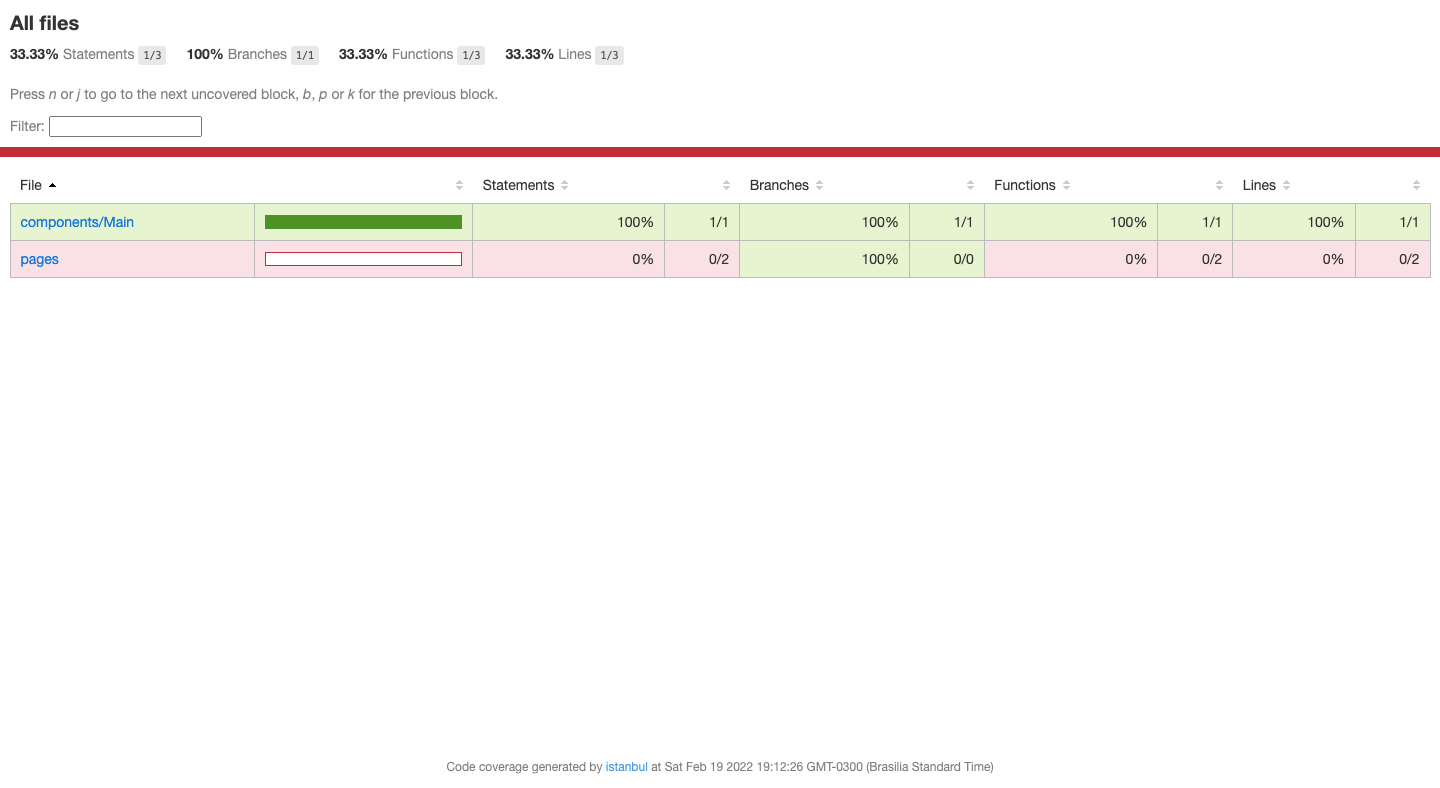 All files
33.33% Statements 1/3 100% Branches 1/1 33.33% Functions 1/3 33.33% Lines 1/3
Press n or j to go to the next uncovered block, b, p or k for the previous block.
Filter:
File Statements Branches Functions Lines
components/Main 100% 1/1 100% 1/1 100% 1/1 100% 1/1
pages 0% 0/2 100% 0/0 0% 0/2 0% 0/2
Code coverage generated by istanbul at Sat Feb 19 2022 19:12:26 GMT-0300 (Brasilia Standard Time)